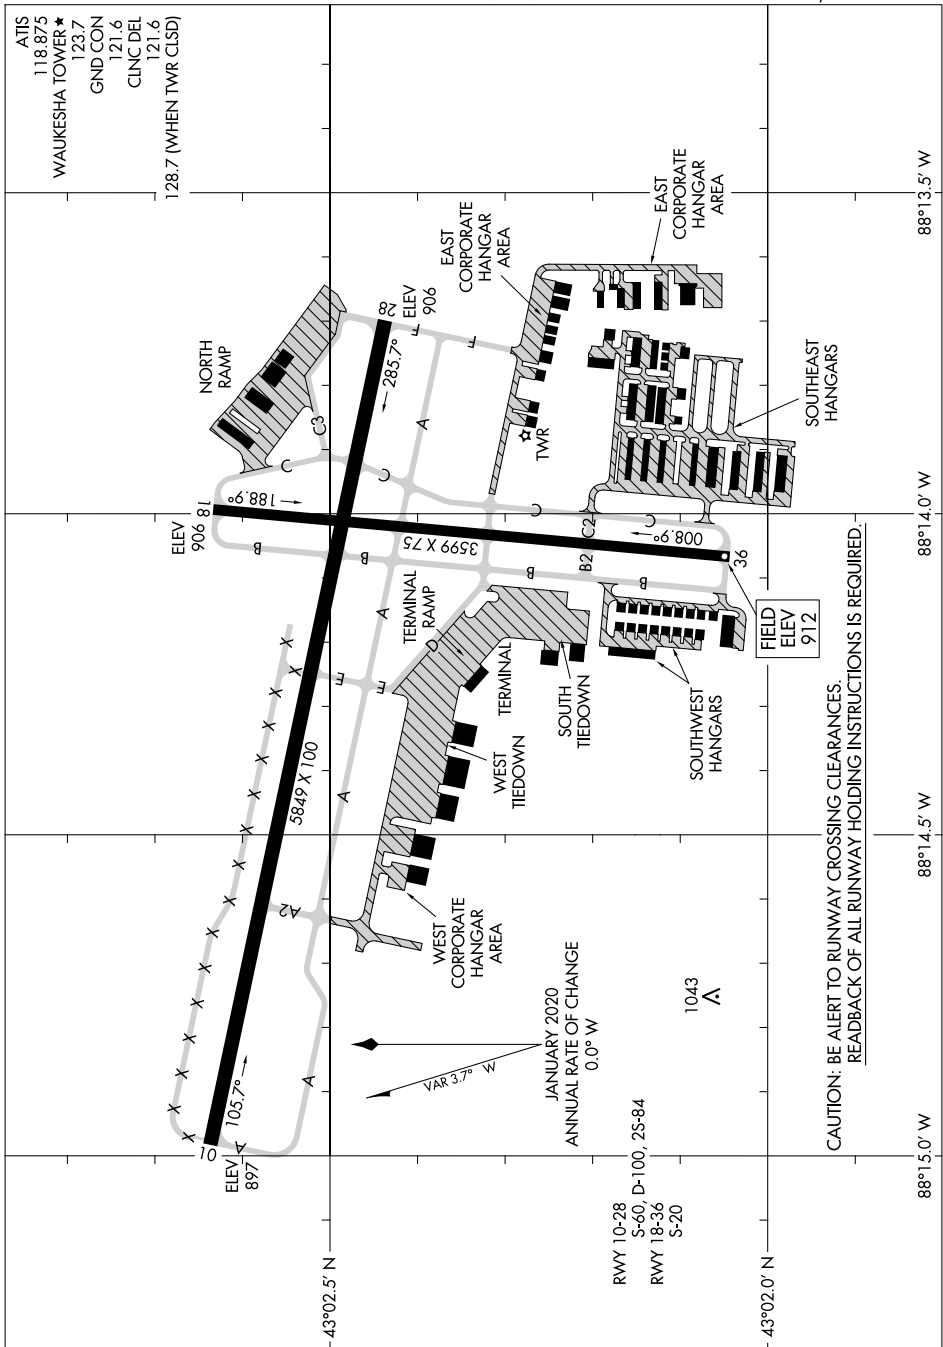 ATIS
118.875
WAUKESHA TOWER★
123.7
GND CON
121.6
CLNC DEL
121.6
128.7 (WHEN TWR CLSD)
NORTH
RAMP
ELEV
906
18
188.9°
C3
C
C
28
ELEV
906
285.7°
F
F
A
EAST
CORPORATE
HANGAR
AREA
EAST
CORPORATE
HANGAR
AREA
TWR
SOUTHEAST
HANGARS
B
B
A
3599 X 75
C
C2
C
B2
B
B
008.9°
36
FIELD
ELEV
912
TERMINAL
RAMP
D
TERMINAL
SOUTH
TIEDOWN
SOUTHWEST
HANGARS
WEST
TIEDOWN
E
E
X
X
X
X
X
X
X
X
X
X
X
X
X
X
5849 X 100
A
A2
WEST
CORPORATE
HANGAR
AREA
A
105.7°
10
A
ELEV
897
JANUARY 2020
ANNUAL RATE OF CHANGE
0.0° W
VAR 3.7° W
1043
RWY 10-28
S-60, D-100, 2S-84
RWY 18-36
S-20
CAUTION: BE ALERT TO RUNWAY CROSSING CLEARANCES.
READBACK OF ALL RUNWAY HOLDING INSTRUCTIONS IS REQUIRED.
43°02.5' N
43°02.0' N
88°15.0' W
88°14.5' W
88°14.0' W
88°13.5' W